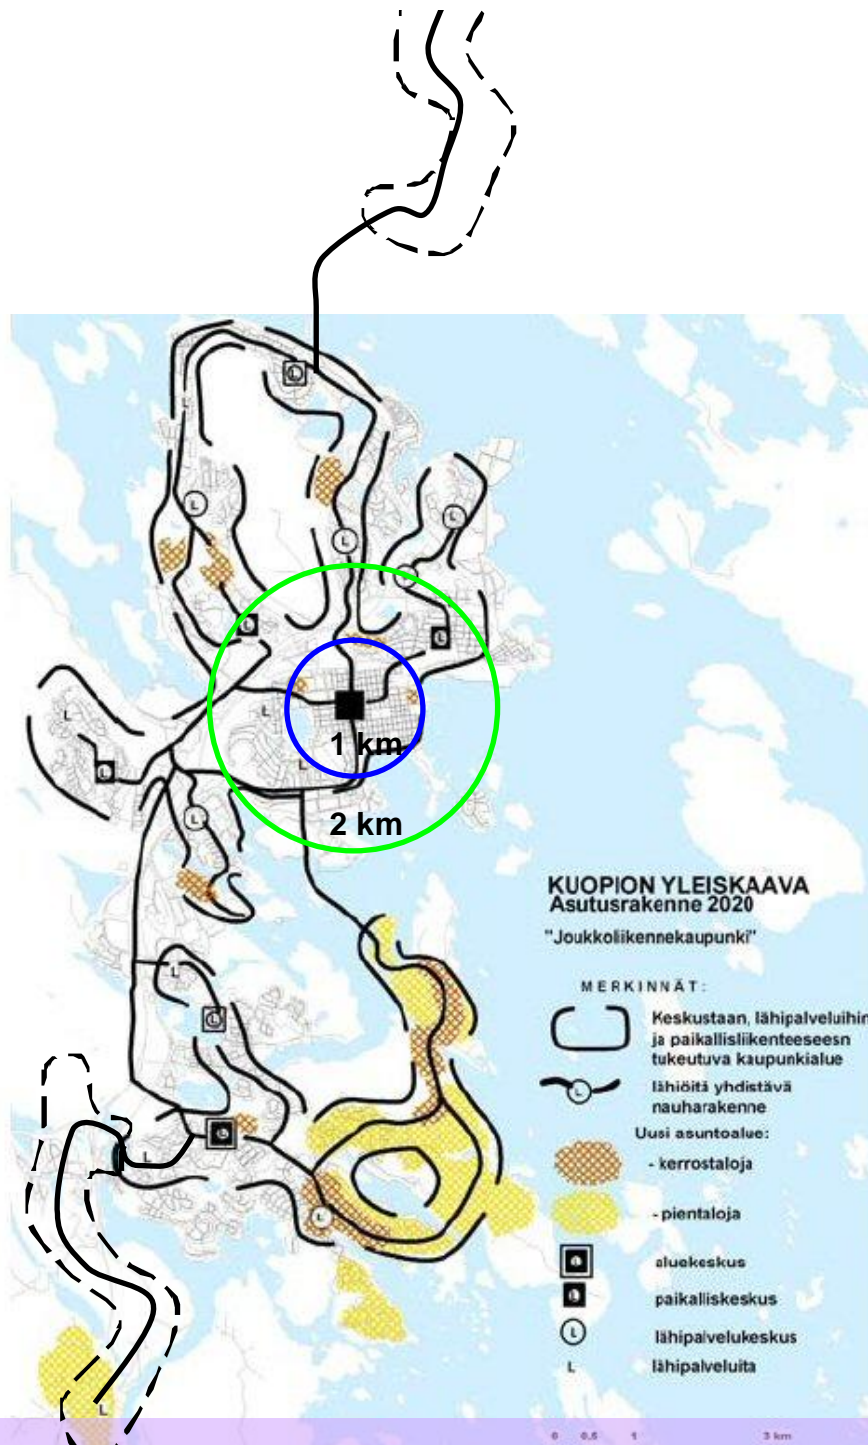 L
L
L
L
L
L
L
L
L
L
1 km
L
L
L
2 km
KUOPION YLEISKAAVA
Asutusrakenne 2020
"Joukkoliikennekaupunki"
MERKINNÄT:
Keskustaan, lähipalveluihin
ja paikallisliikenteeseesn
tukeutuva kaupunkialue
L
lähiöitä yhdistävä
nauharakenne
Uusi asuntoalue:
- kerrostaloja
- pientaloja
L
aluekeskus
L
paikalliskeskus
L
lähipalvelukeskus
L
lähipalveluita
L
L
L
L
L
L
0 0,5 1 3 km